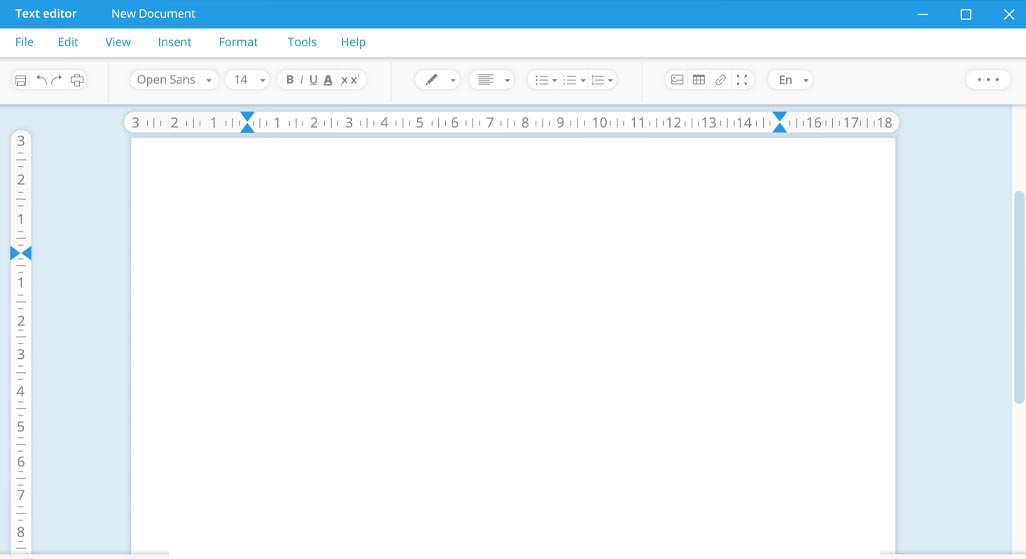 Text editor New Document
File Edit View Insent Format Tools Help
Open Sans 14 B I U A x x' En
3 2 1 1 2 3 4 5 6 7 8 9 10 11 12 13 14 16 17 18
3
2
1
1
2
3
4
5
6
7
8